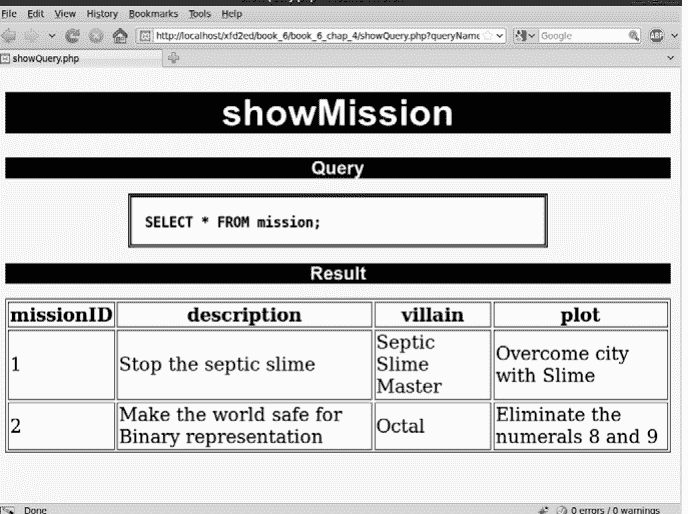 File Edit View History Bookmarks Tools Help
http://localhost/xfd2ed/book_6/book_6_chap_4/showQuery.php?queryName
Google
ABP
showQuery.php
showMission
Query
SELECT * FROM mission;
Result
missionID description villain plot
1 Stop the septic slime Septic Slime Master Overcome city with Slime
2 Make the world safe for Binary representation Octal Eliminate the numerals 8 and 9
Done 0 errors / 0 warnings